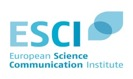 ESCI
European Science
Communication Institute